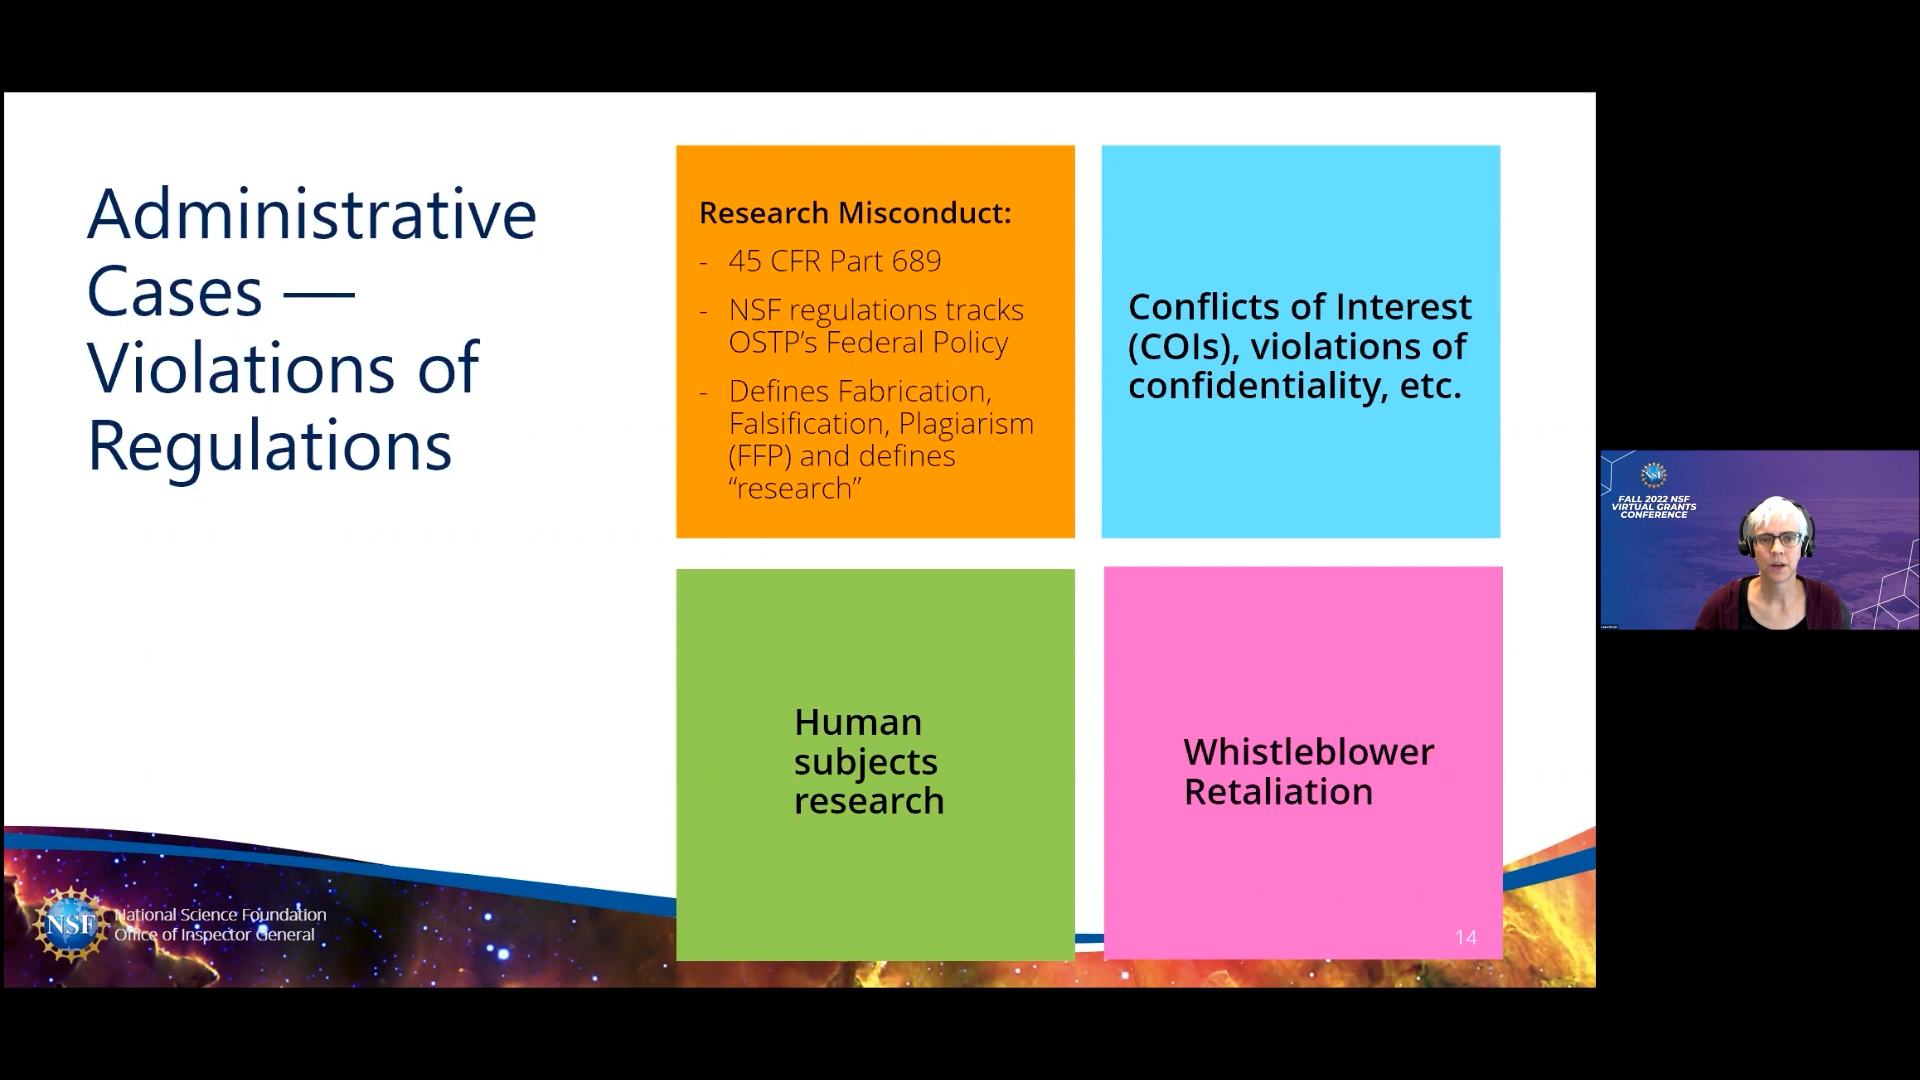 Administrative
Cases —
Violations of
Regulations
Research Misconduct:
- 45 CFR Part 689
- NSF regulations tracks
OSTP’s Federal Policy
- Defines Fabrication,
Falsification, Plagiarism
(FFP) and defines
“research”
Conflicts of Interest
(COIs), violations of
confidentiality, etc.
Human
subjects
research
Whistleblower
Retaliation
14
NSF
National Science Foundation
Office of Inspector General
NSF
FALL 2022 NSF
VIRTUAL GRANTS
CONFERENCE